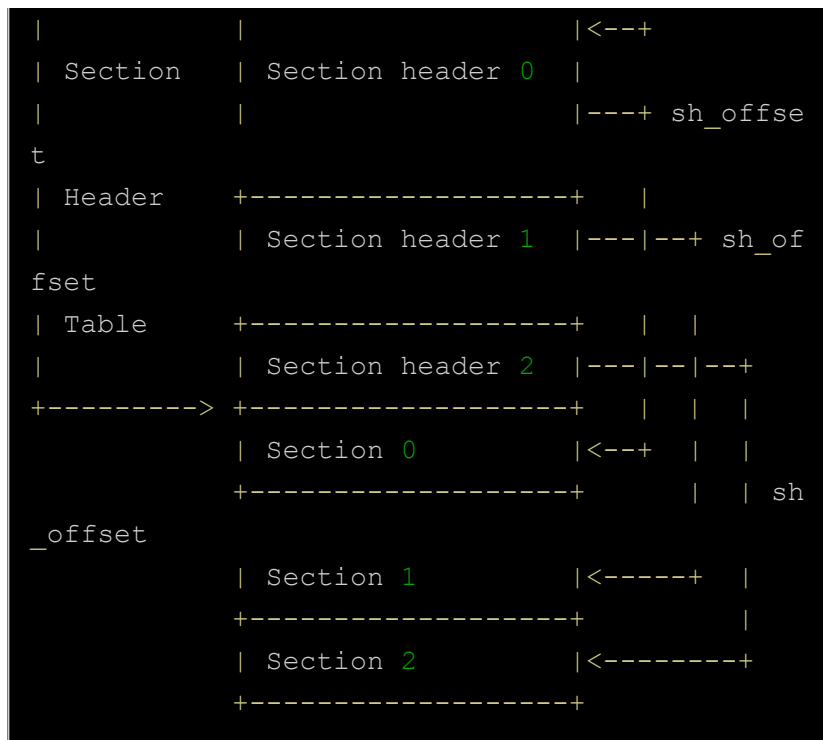 |         |                   |<--+
| Section   | Section header 0  |
|           |                   |---+ sh_offse
t
| Header    +-------------------+   |
|           | Section header 1  |---|--+ sh_of
fset
| Table     +-------------------+   |  |
|           | Section header 2  |---|--|--+
+---------> +-------------------+   |  |  |
            | Section 0         |<--+  |  |
            +-------------------+      |  | sh
_offset
            | Section 1         |<-----+  |
            +-------------------+         |
            | Section 2         |<--------+
            +-------------------+